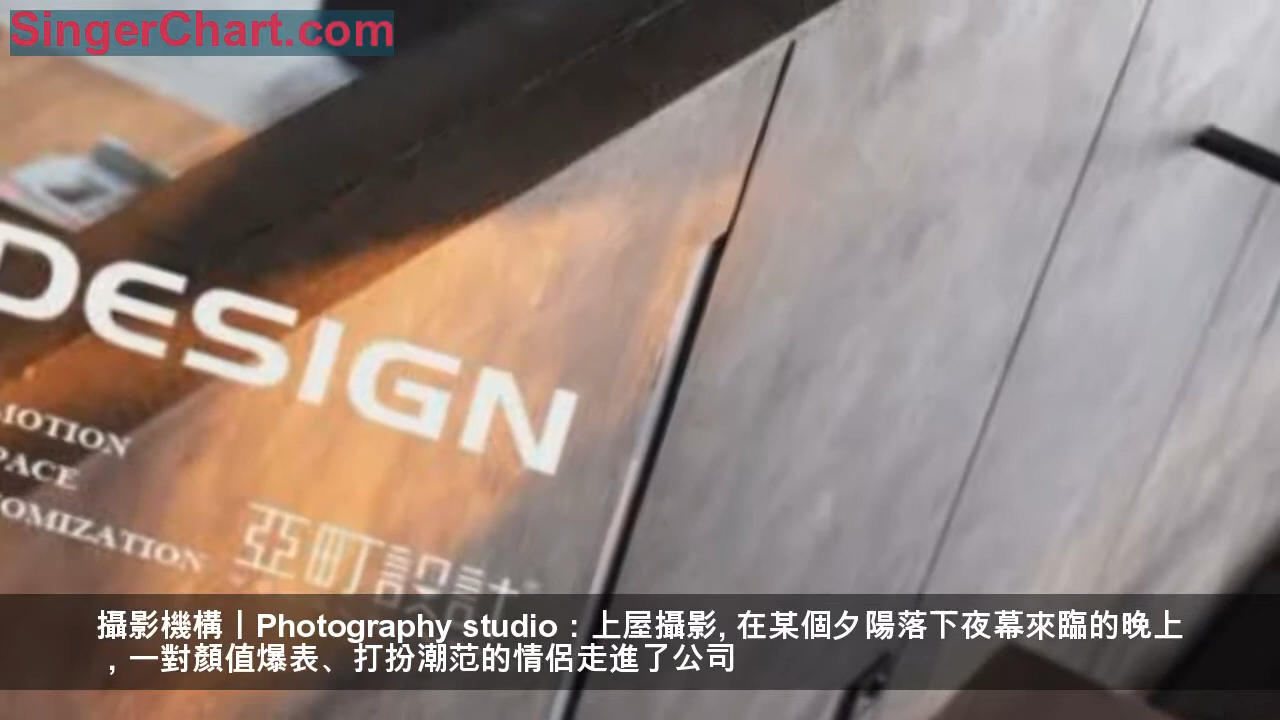 SingerChart.com
DESIGN
MOTION
PACE
TOMIZATION
亞町設計
攝影機構丨Photography studio：上屋攝影, 在某個夕陽落下夜幕來臨的晚上
，一對顏值爆表、打扮潮范的情侶走進了公司